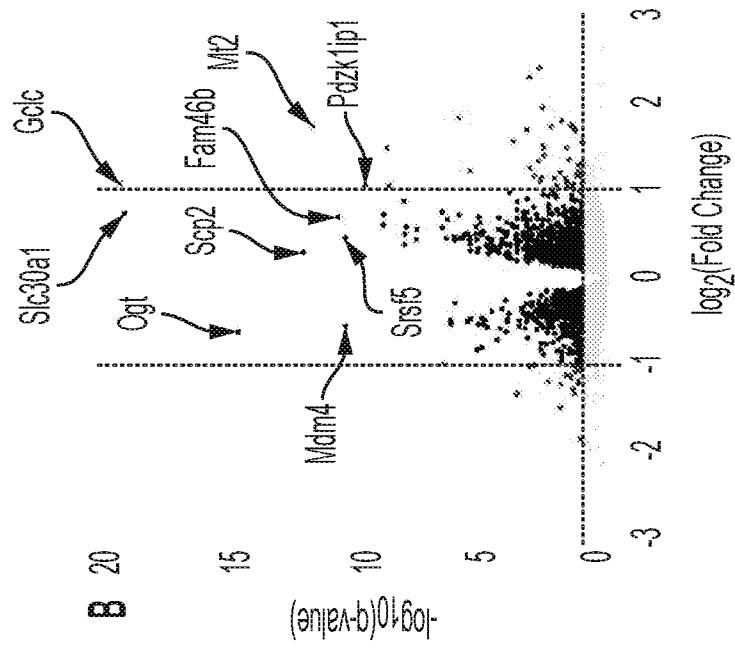 B
Slc30a1
Gclc
Ogt
Scp2
Fam46b
Mt2
Mdm4
Srsf5
Pdzk1ip1
20
15
10
5
0
-log10(q-value)
-3 -2 -1 0 1 2 3
log2(Fold Change)